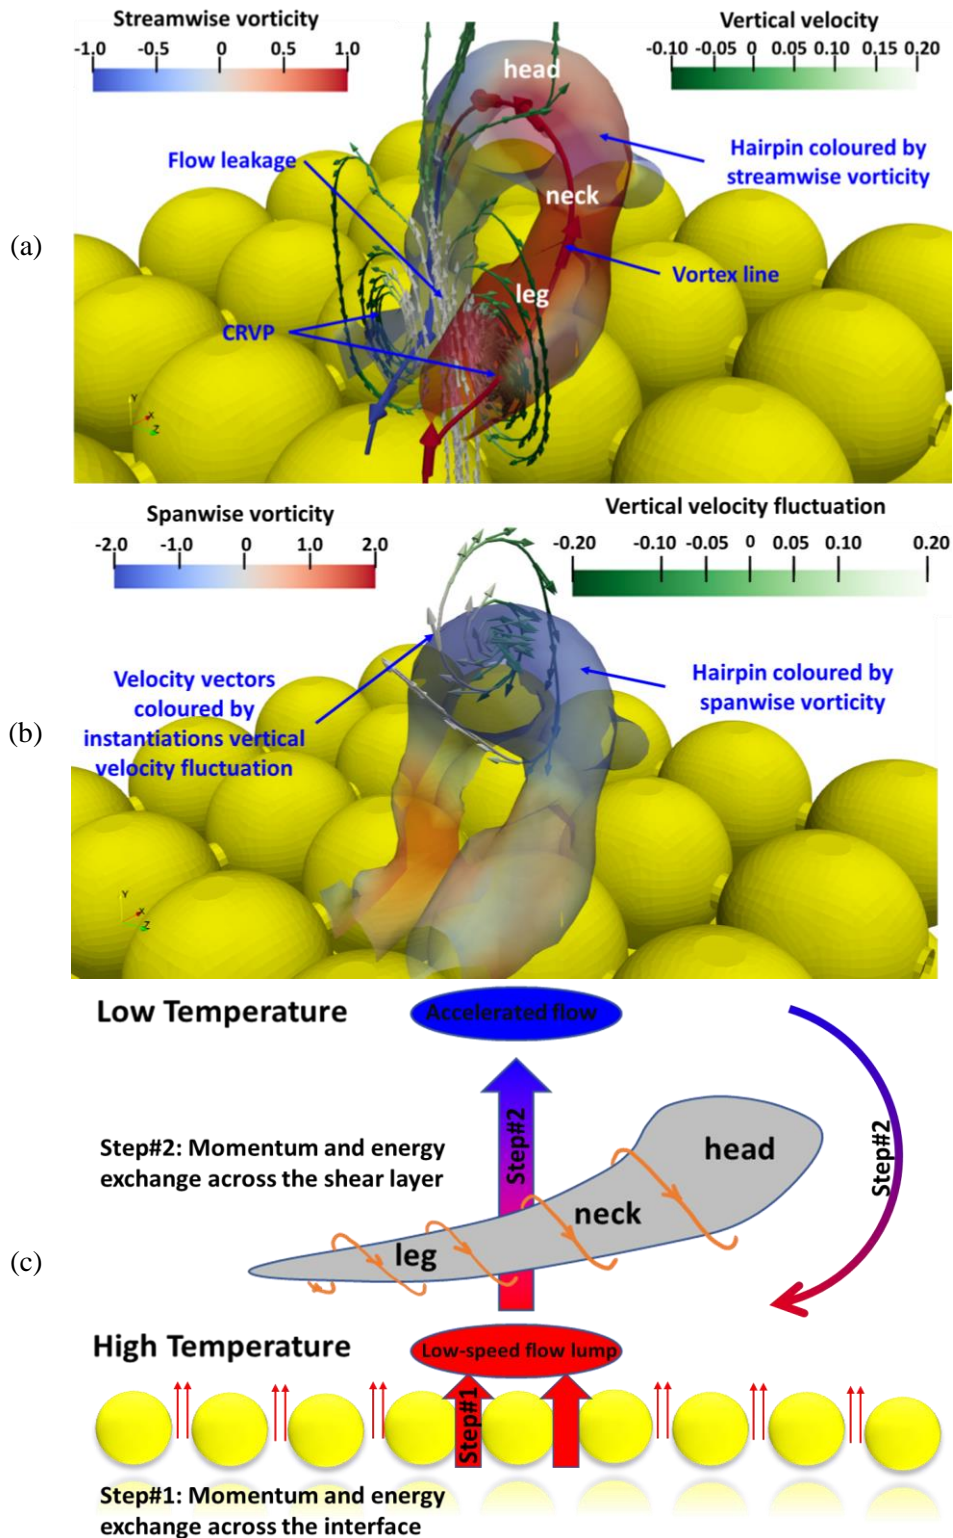 Streamwise vorticity
-1.0 -0.5 0 0.5 1.0
Vertical velocity
-0.10 -0.05 0 0.05 0.10 0.20
head
Flow leakage
Hairpin coloured by
streamwise vorticity
neck
(a)
Vortex line
leg
CRVP
Y
X
Z
Spanwise vorticity
-2.0 -1.0 0 1.0 2.0
Vertical velocity fluctuation
-0.20 -0.10 -0.05 0 0.05 0.10 0.20
Velocity vectors
coloured by
instantiations vertical
velocity fluctuation
Hairpin coloured by
spanwise vorticity
(b)
Y
X
Z
Low Temperature
Accelerated flow
Step#2: Momentum and energy
exchange across the shear layer
Step#2
head
neck
leg
Step#2
(c)
High Temperature
Low-speed flow lump
Step#1
Step#1: Momentum and energy
exchange across the interface